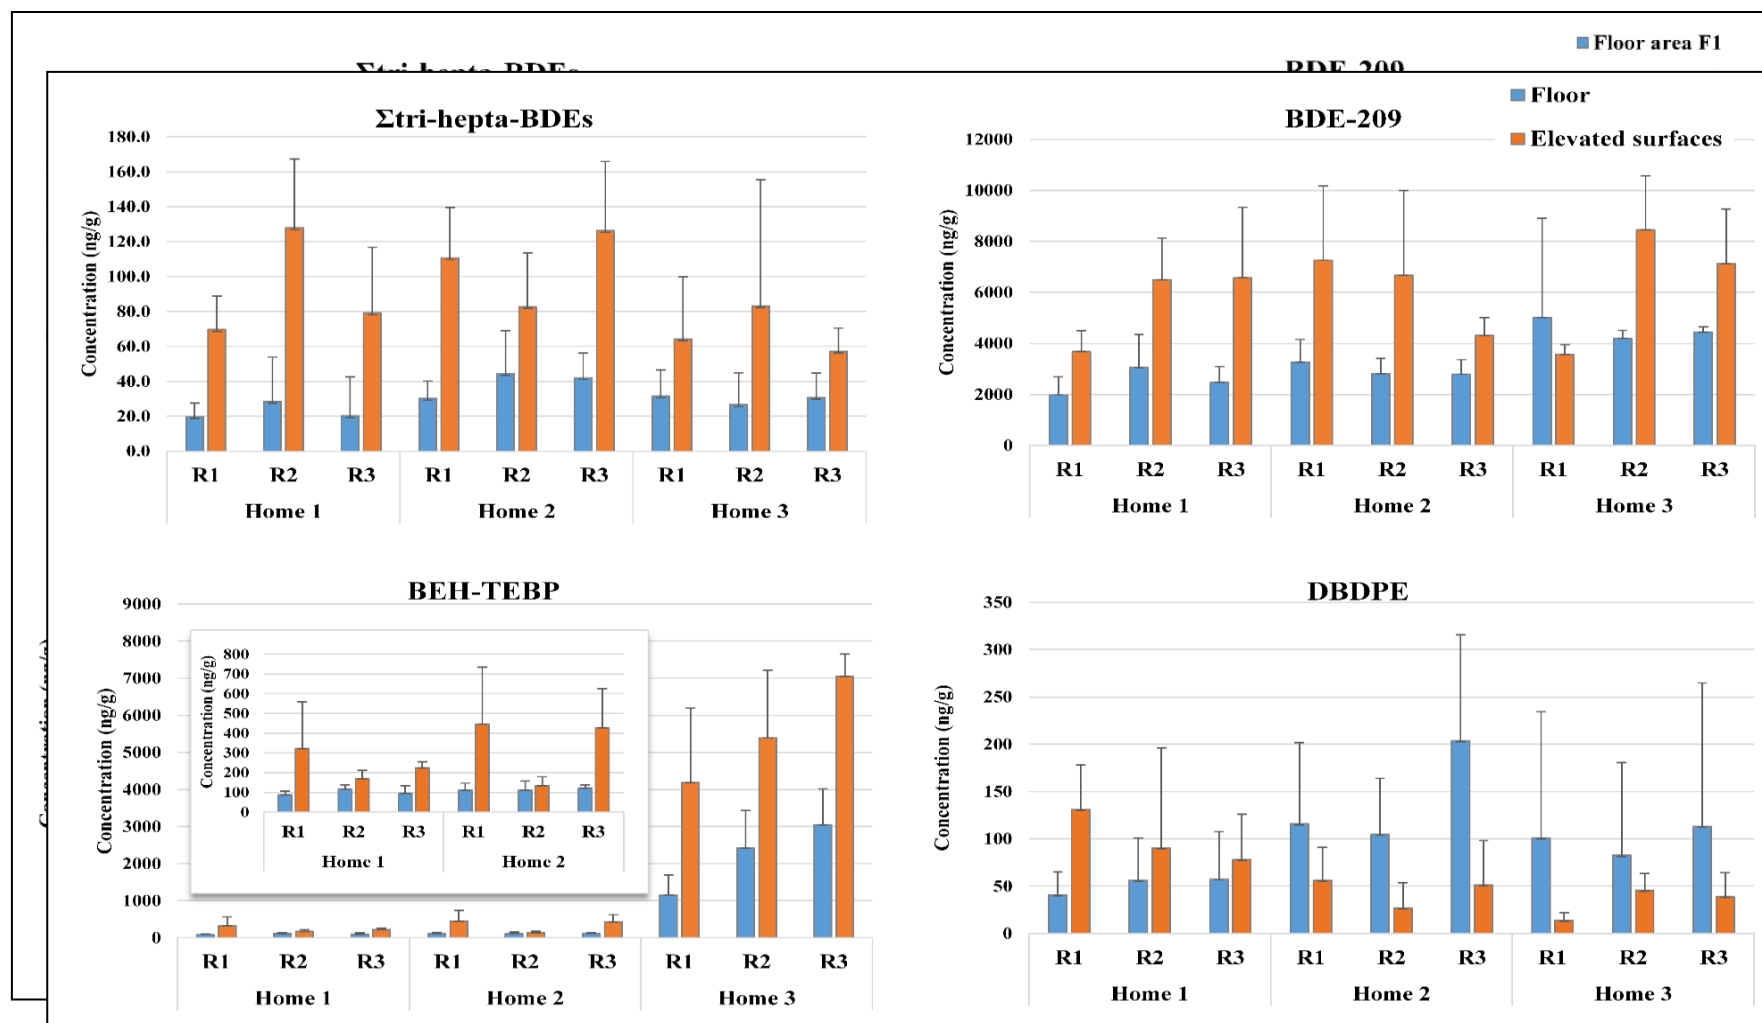 Floor area F1
Σtri-hepta-BDEs
BDE-209
Floor
Elevated surfaces
Σtri-hepta-BDEs
180.0
160.0
140.0
120.0
100.0
80.0
60.0
40.0
20.0
0.0
Concentration (ng/g)
R1 R2 R3 R1 R2 R3 R1 R2 R3
Home 1 Home 2 Home 3
BDE-209
12000
10000
8000
6000
4000
2000
0
Concentration (ng/g)
R1 R2 R3 R1 R2 R3 R1 R2 R3
Home 1 Home 2 Home 3
BEH-TEBP
9000
8000
7000
6000
5000
4000
3000
2000
1000
0
Concentration (ng/g)
800
700
600
500
400
300
200
100
0
Concentration (ng/g)
R1 R2 R3 R1 R2 R3
Home 1 Home 2
R1 R2 R3 R1 R2 R3 R1 R2 R3
Home 1 Home 2 Home 3
DBDPE
350
300
250
200
150
100
50
0
Concentration (ng/g)
R1 R2 R3 R1 R2 R3 R1 R2 R3
Home 1 Home 2 Home 3